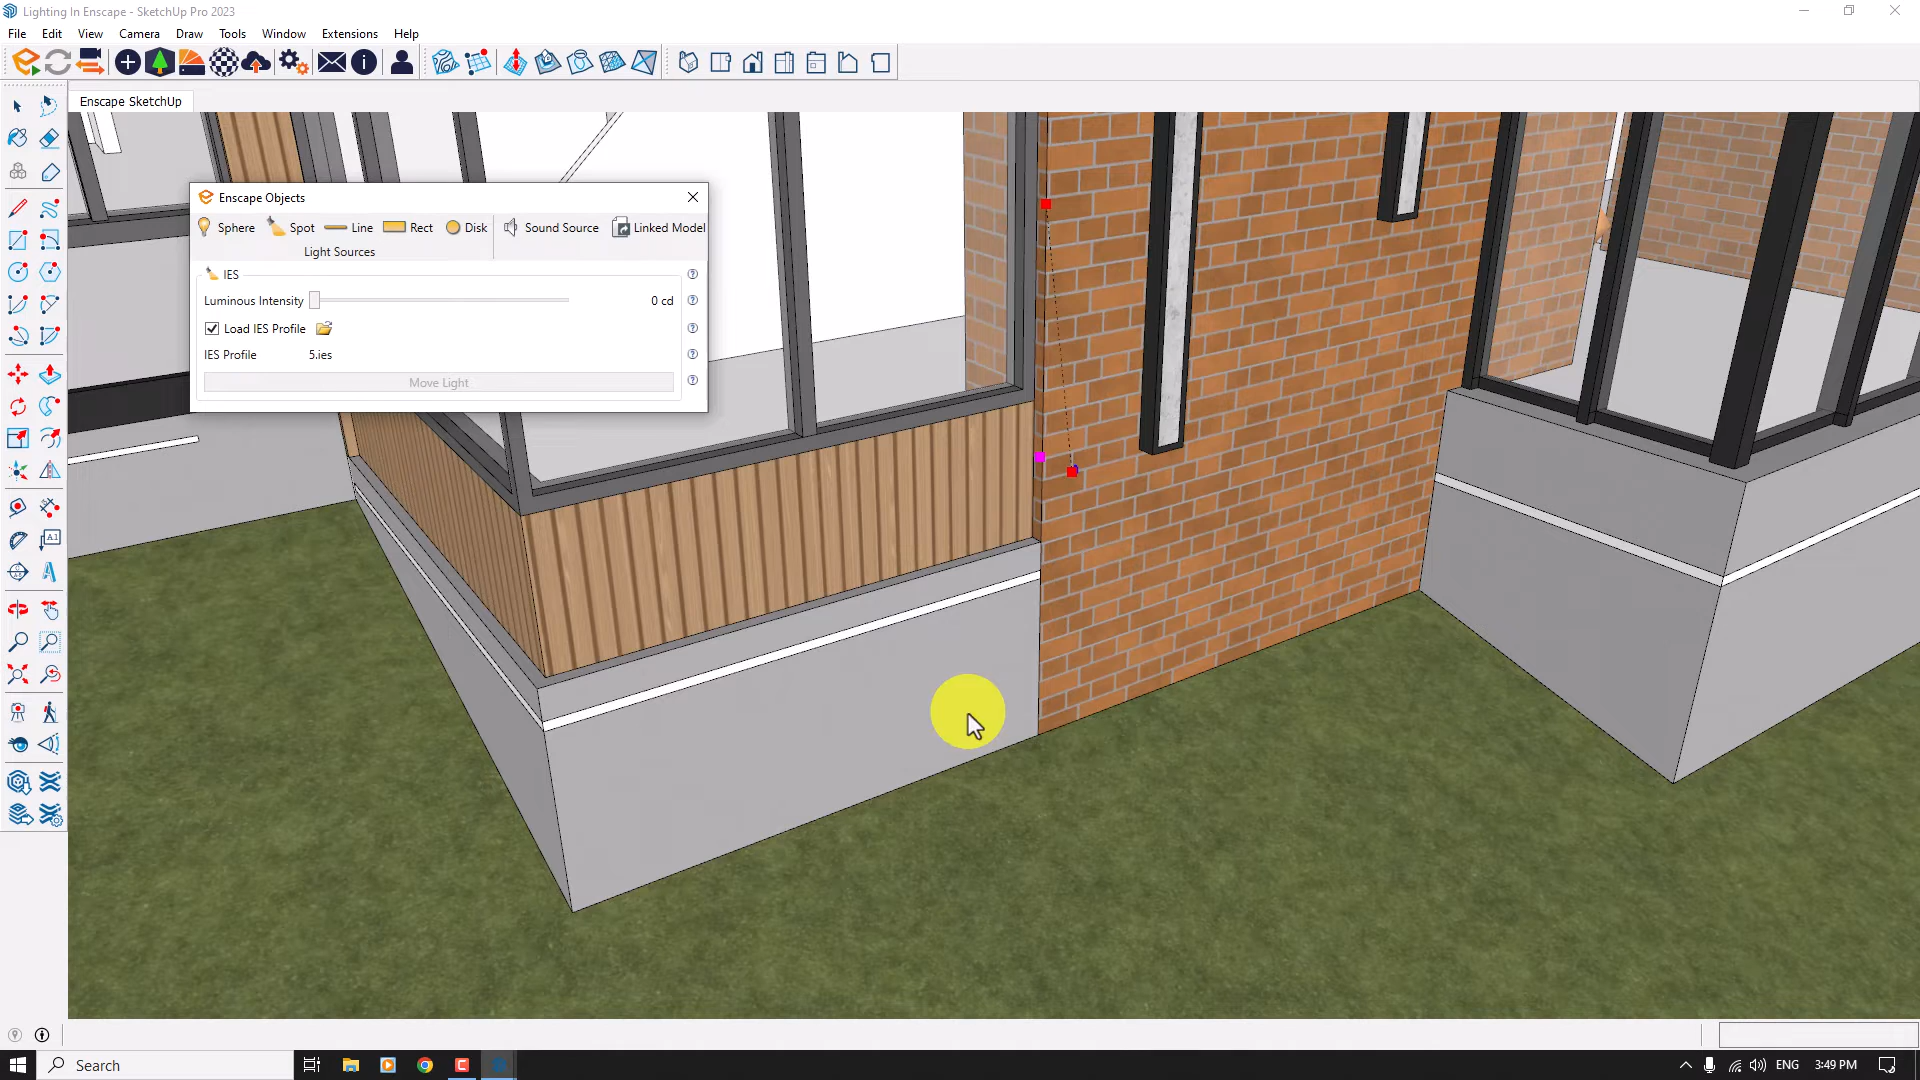 Lighting In Enscape - SketchUp Pro 2023
File Edit View Camera Draw Tools Window Extensions Help
Enscape SketchUp
Enscape Objects
Sphere Spot Line Rect Disk Sound Source Linked Model
Light Sources
IES
Luminous Intensity 0 cd
Load IES Profile
IES Profile 5.ies
Move Light
Search
ENG 3:49 PM